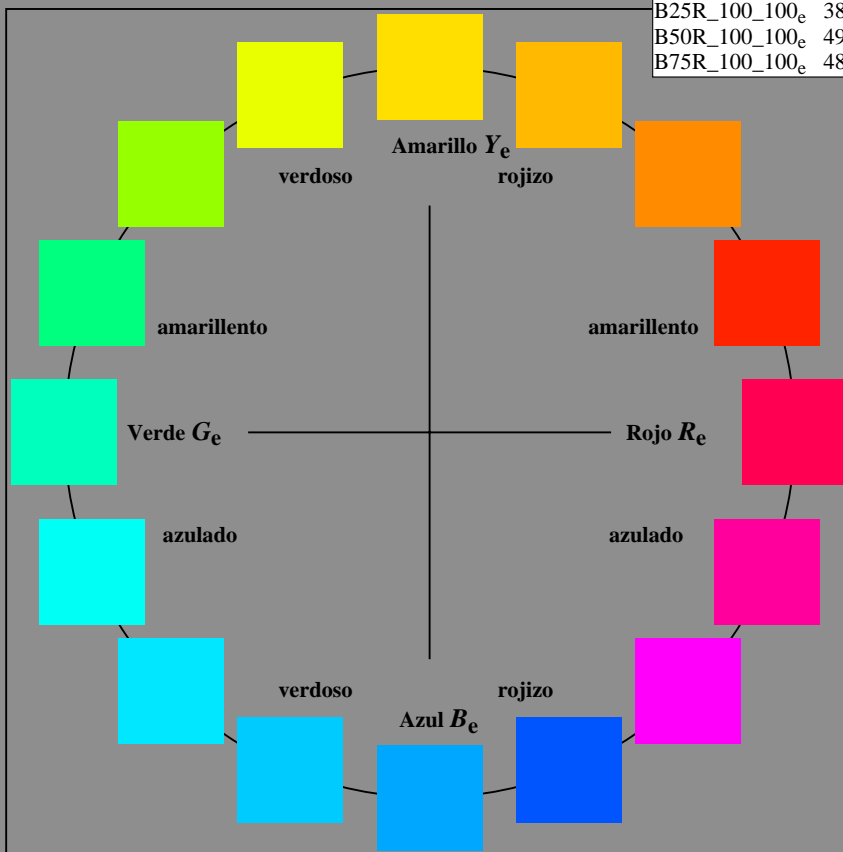 B25R_100_100e 38
B50R_100_100e 49
B75R_100_100e 48
Amarillo Ye
verdoso rojizo
amarillento amarillento
Verde Ge Rojo Re
azulado azulado
verdoso rojizo
Azul Be